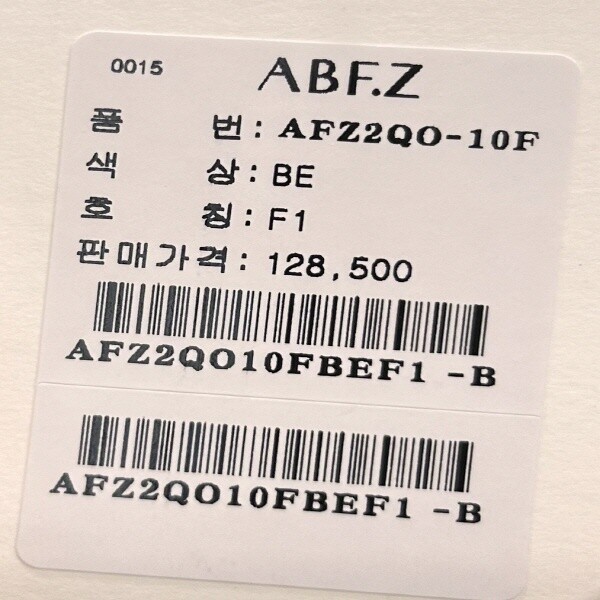 0015
ABF.Z
품 번 : AFZ2QO-10F
색 상 : BE
호 칭 : F1
판매가격 : 128,500
AFZ2QO10FBEF1 -B
AFZ2QO10FBEF1 -B